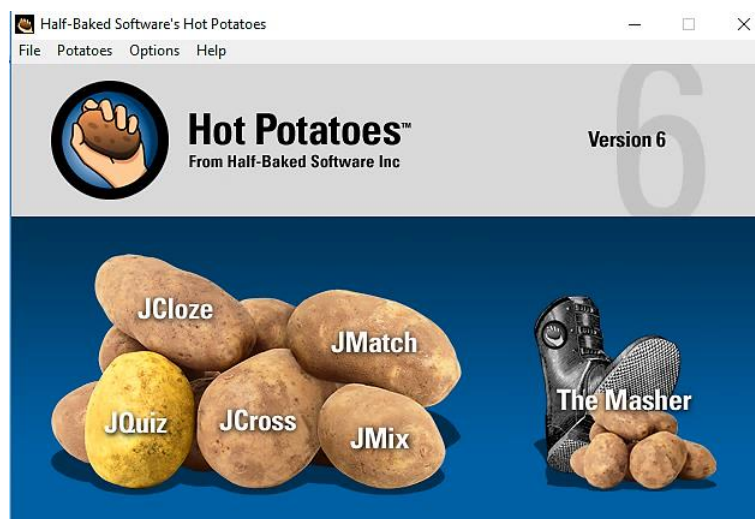 Half-Baked Software's Hot Potatoes
File Potatoes Options Help
6
Hot Potatoes™
From Half-Baked Software Inc
Version 6
JCloze
JMatch
JQuiz
JCross
JMix
The Masher